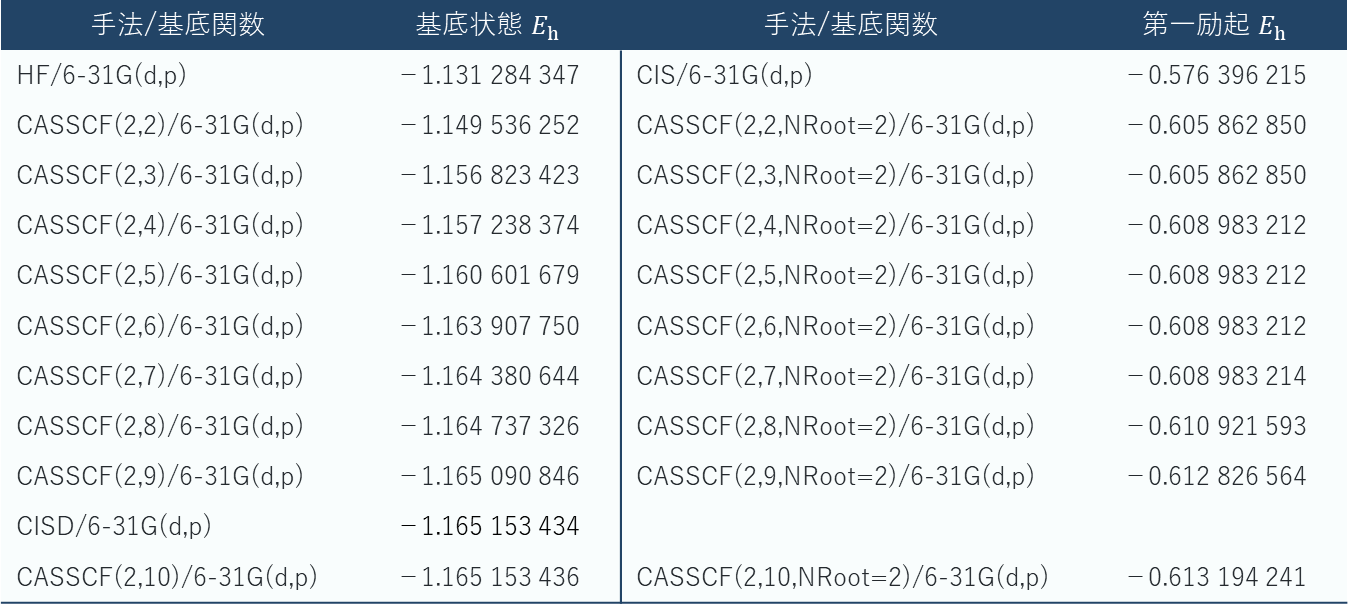 手法/基底関数 基底状態 Eh 手法/基底関数 第一励起 Eh
HF/6-31G(d,p) −1.131 284 347 CIS/6-31G(d,p) −0.576 396 215
CASSCF(2,2)/6-31G(d,p) −1.149 536 252 CASSCF(2,2,NRoot=2)/6-31G(d,p) −0.605 862 850
CASSCF(2,3)/6-31G(d,p) −1.156 823 423 CASSCF(2,3,NRoot=2)/6-31G(d,p) −0.605 862 850
CASSCF(2,4)/6-31G(d,p) −1.157 238 374 CASSCF(2,4,NRoot=2)/6-31G(d,p) −0.608 983 212
CASSCF(2,5)/6-31G(d,p) −1.160 601 679 CASSCF(2,5,NRoot=2)/6-31G(d,p) −0.608 983 212
CASSCF(2,6)/6-31G(d,p) −1.163 907 750 CASSCF(2,6,NRoot=2)/6-31G(d,p) −0.608 983 212
CASSCF(2,7)/6-31G(d,p) −1.164 380 644 CASSCF(2,7,NRoot=2)/6-31G(d,p) −0.608 983 214
CASSCF(2,8)/6-31G(d,p) −1.164 737 326 CASSCF(2,8,NRoot=2)/6-31G(d,p) −0.610 921 593
CASSCF(2,9)/6-31G(d,p) −1.165 090 846 CASSCF(2,9,NRoot=2)/6-31G(d,p) −0.612 826 564
CISD/6-31G(d,p) −1.165 153 434
CASSCF(2,10)/6-31G(d,p) −1.165 153 436 CASSCF(2,10,NRoot=2)/6-31G(d,p) −0.613 194 241